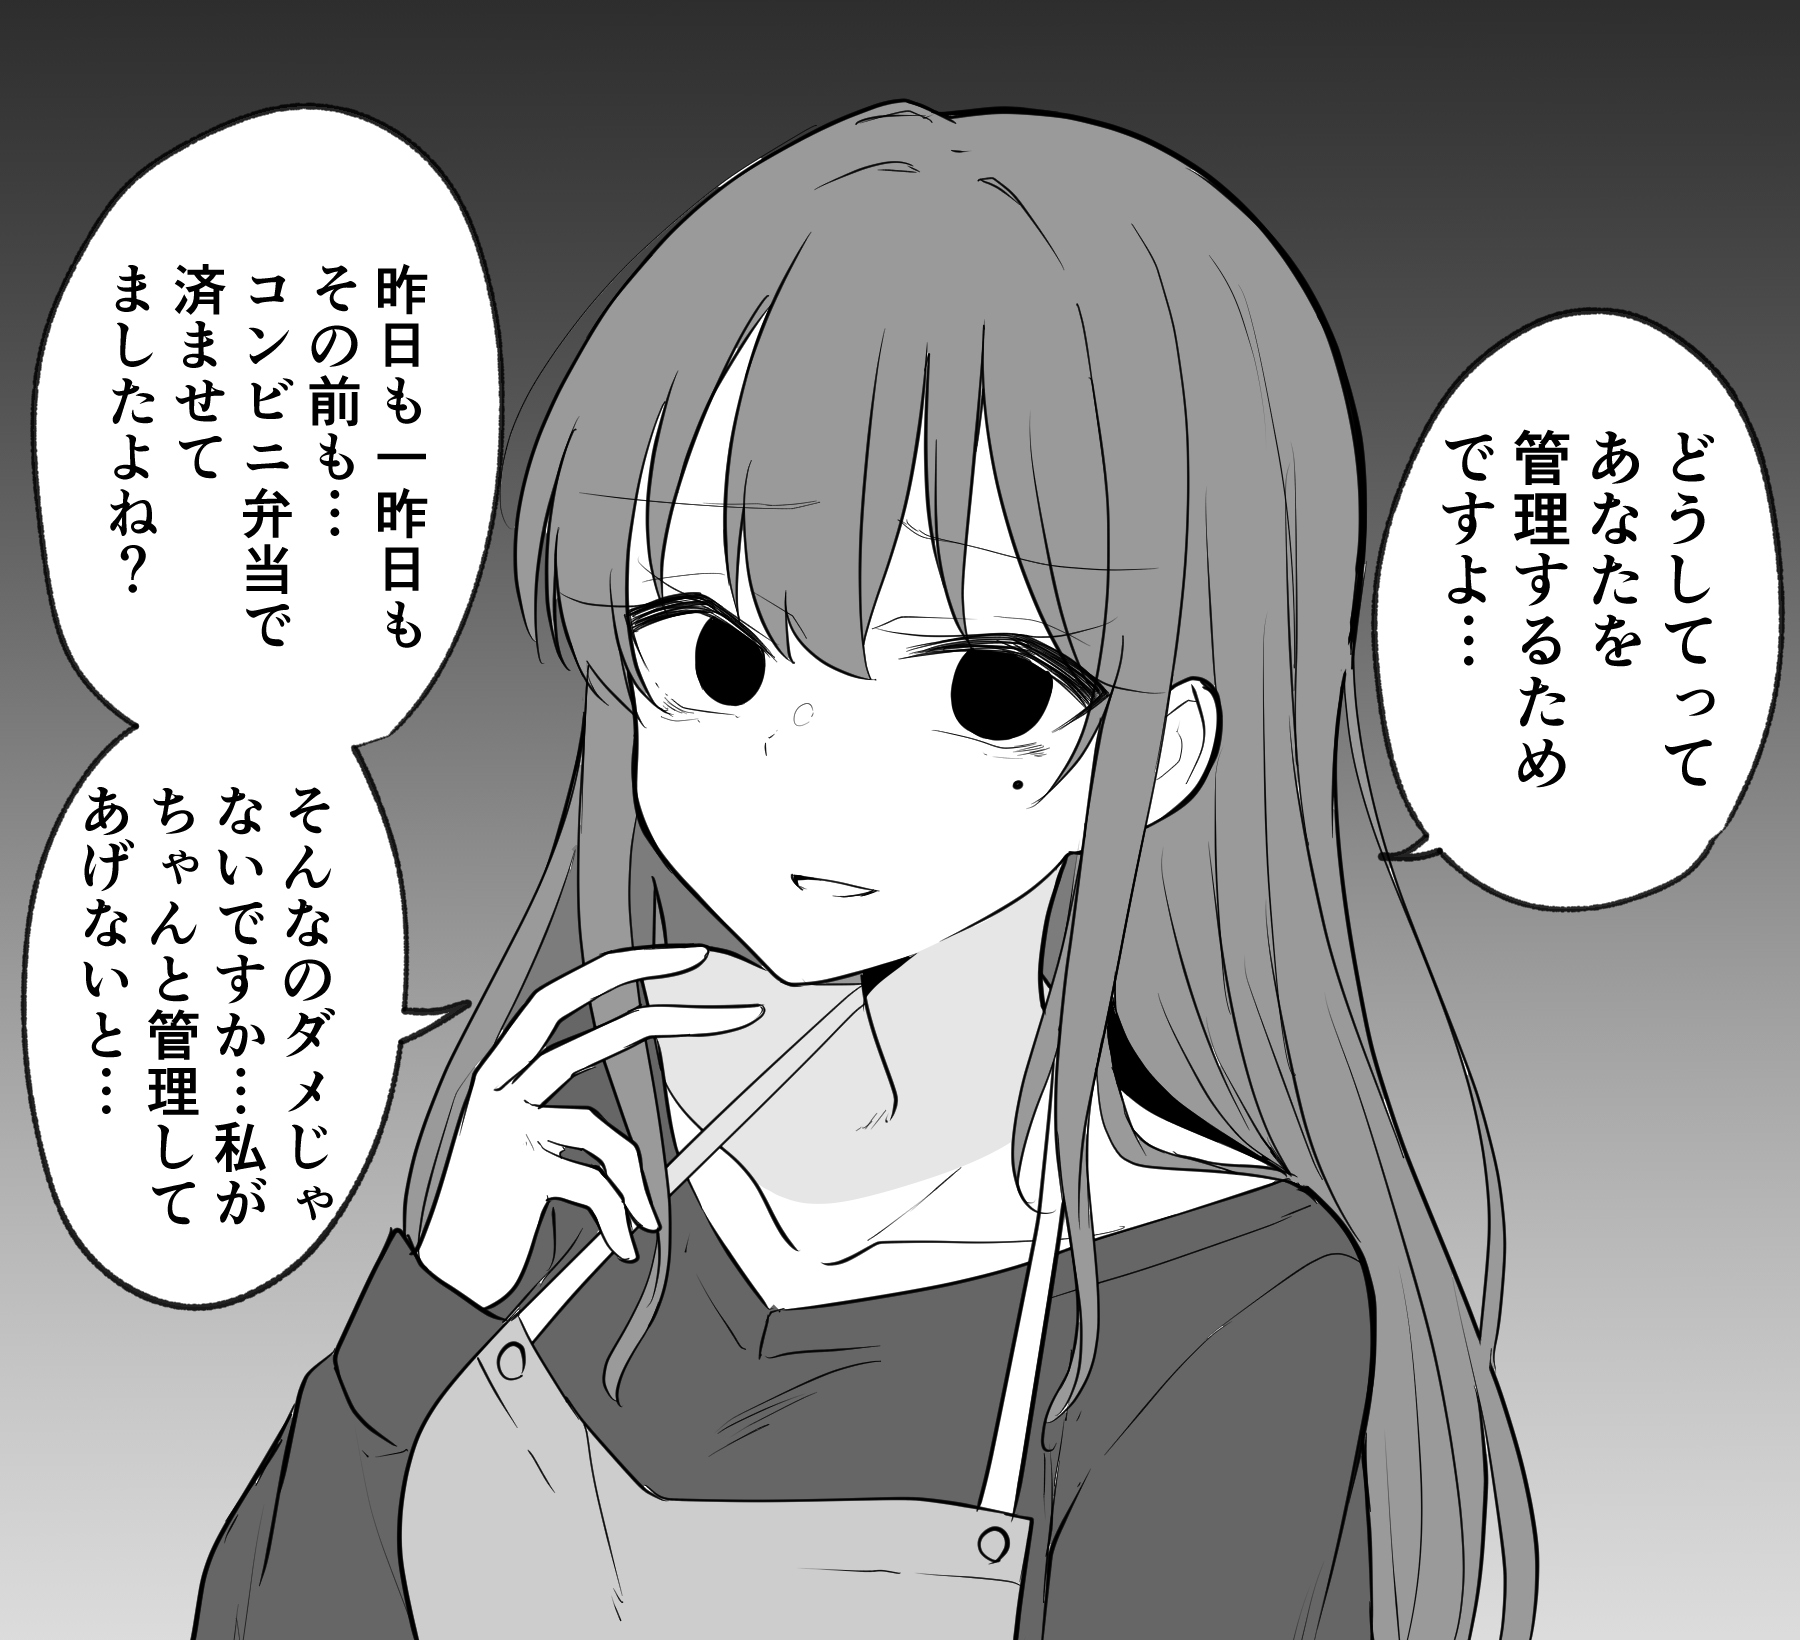 どうしてって
あなたを
管理するため
ですよ…
昨日も一昨日も
その前も…
コンビニ弁当で
済ませて
ましたよね？
そんなのダメじゃ
ないですか…私が
ちゃんと管理して
あげないと…